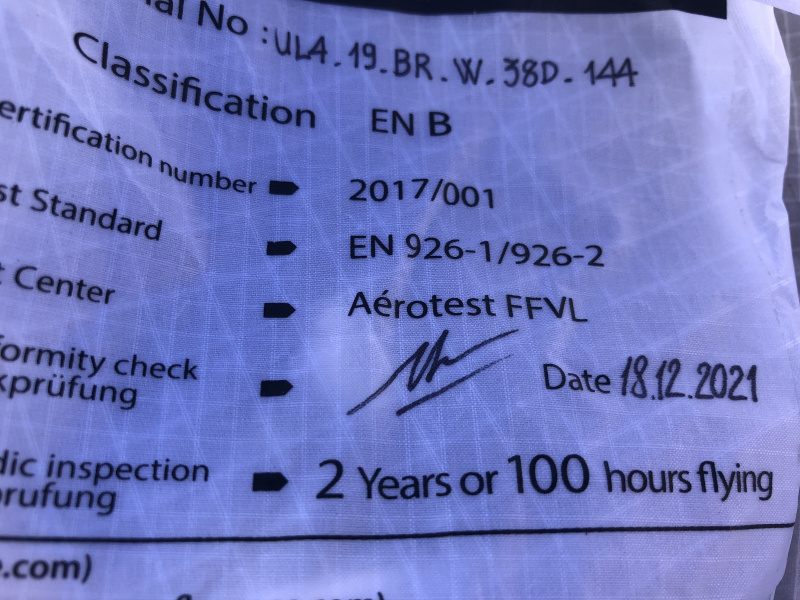 al No : UL4.19.BR.W.38D-144
Classification EN B
ertification number 2017/001
st Standard EN 926-1/926-2
t Center Aérotest FFVL
formity check
kprüfung Date 18.12.2021
dic inspection 2 Years or 100 hours flying
prufung
e.com)